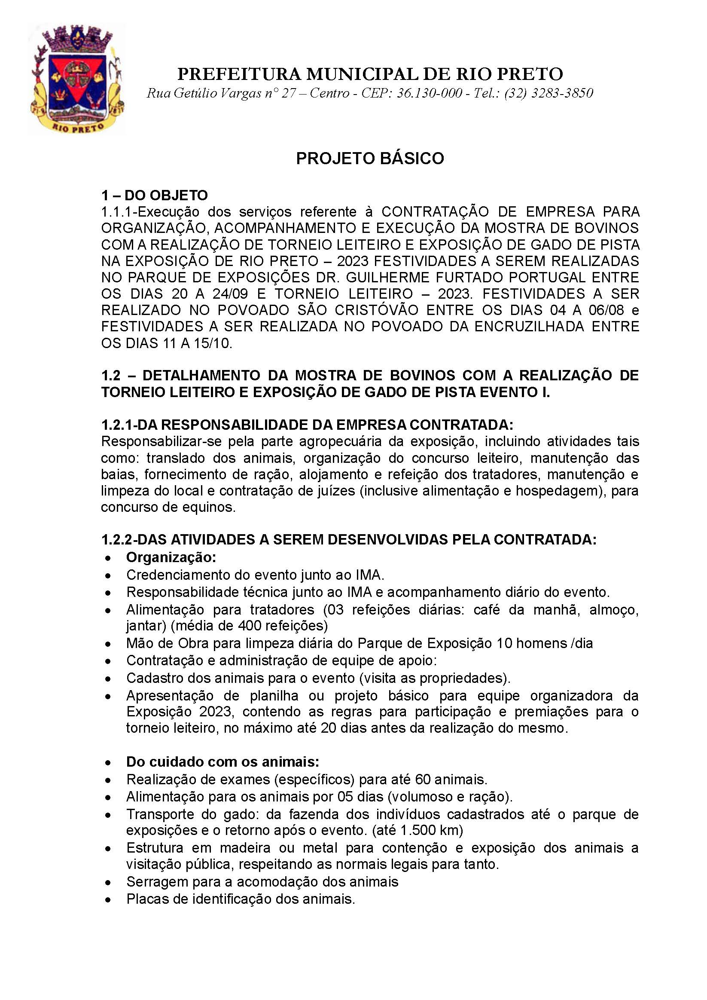 PREFEITURA MUNICIPAL DE RIO PRETO
Rua Getúlio Vargas n° 27 – Centro - CEP: 36.130-000 - Tel.: (32) 3283-3850
RIO PRETO
PROJETO BÁSICO
1 – DO OBJETO
1.1.1-Execução dos serviços referente à CONTRATAÇÃO DE EMPRESA PARA
ORGANIZAÇÃO, ACOMPANHAMENTO E EXECUÇÃO DA MOSTRA DE BOVINOS
COM A REALIZAÇÃO DE TORNEIO LEITEIRO E EXPOSIÇÃO DE GADO DE PISTA
NA EXPOSIÇÃO DE RIO PRETO – 2023 FESTIVIDADES A SEREM REALIZADAS
NO PARQUE DE EXPOSIÇÕES DR. GUILHERME FURTADO PORTUGAL ENTRE
OS DIAS 20 A 24/09 E TORNEIO LEITEIRO – 2023. FESTIVIDADES A SER
REALIZADO NO POVOADO SÃO CRISTÓVÃO ENTRE OS DIAS 04 A 06/08 e
FESTIVIDADES A SER REALIZADA NO POVOADO DA ENCRUZILHADA ENTRE
OS DIAS 11 A 15/10.
1.2 – DETALHAMENTO DA MOSTRA DE BOVINOS COM A REALIZAÇÃO DE
TORNEIO LEITEIRO E EXPOSIÇÃO DE GADO DE PISTA EVENTO I.
1.2.1-DA RESPONSABILIDADE DA EMPRESA CONTRATADA:
Responsabilizar-se pela parte agropecuária da exposição, incluindo atividades tais
como: translado dos animais, organização do concurso leiteiro, manutenção das
baias, fornecimento de ração, alojamento e refeição dos tratadores, manutenção e
limpeza do local e contratação de juízes (inclusive alimentação e hospedagem), para
concurso de equinos.
1.2.2-DAS ATIVIDADES A SEREM DESENVOLVIDAS PELA CONTRATADA:
• Organização:
• Credenciamento do evento junto ao IMA.
• Responsabilidade técnica junto ao IMA e acompanhamento diário do evento.
• Alimentação para tratadores (03 refeições diárias: café da manhã, almoço,
jantar) (média de 400 refeições)
• Mão de Obra para limpeza diária do Parque de Exposição 10 homens /dia
• Contratação e administração de equipe de apoio:
• Cadastro dos animais para o evento (visita as propriedades).
• Apresentação de planilha ou projeto básico para equipe organizadora da
Exposição 2023, contendo as regras para participação e premiações para o
torneio leiteiro, no máximo até 20 dias antes da realização do mesmo.
• Do cuidado com os animais:
• Realização de exames (específicos) para até 60 animais.
• Alimentação para os animais por 05 dias (volumoso e ração).
• Transporte do gado: da fazenda dos indivíduos cadastrados até o parque de
exposições e o retorno após o evento. (até 1.500 km)
• Estrutura em madeira ou metal para contenção e exposição dos animais a
visitação pública, respeitando as normais legais para tanto.
• Serragem para a acomodação dos animais
• Placas de identificação dos animais.